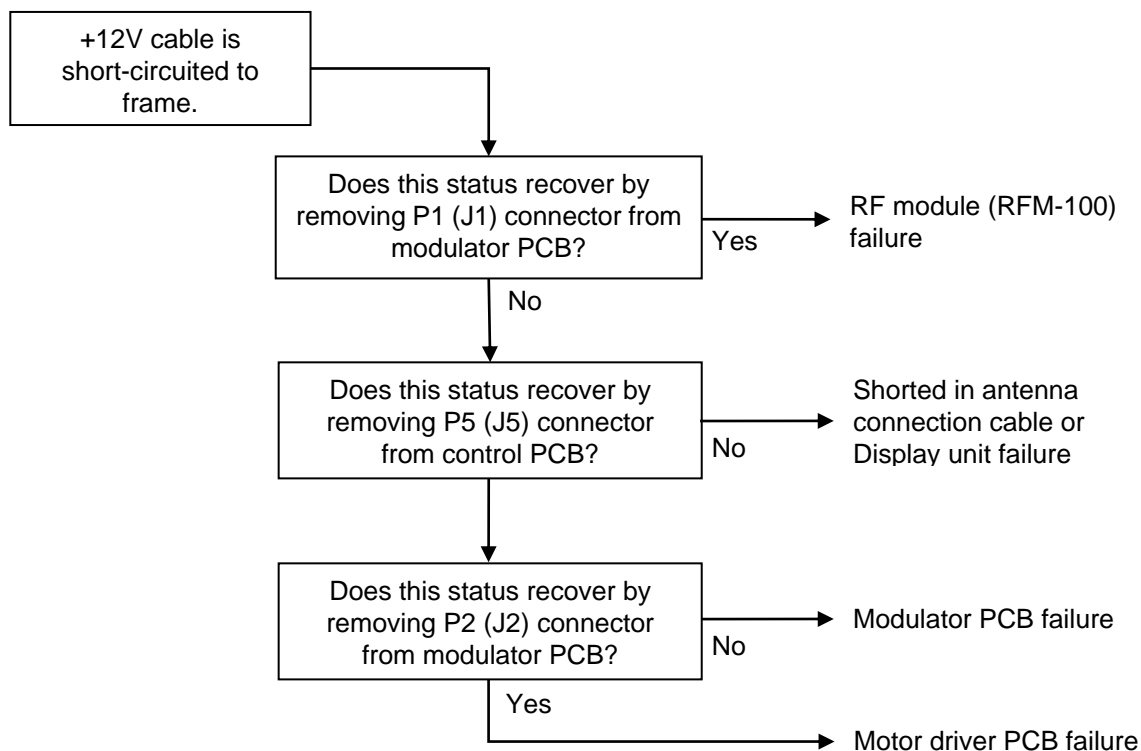 +12V cable is
short-circuited to
frame.
Does this status recover by
removing P1 (J1) connector from
modulator PCB?
Yes
RF module (RFM-100)
failure
No
Does this status recover by
removing P5 (J5) connector
from control PCB?
No
Shorted in antenna
connection cable or
Display unit failure
Does this status recover by
removing P2 (J2) connector
from modulator PCB?
No
Modulator PCB failure
Yes
Motor driver PCB failure